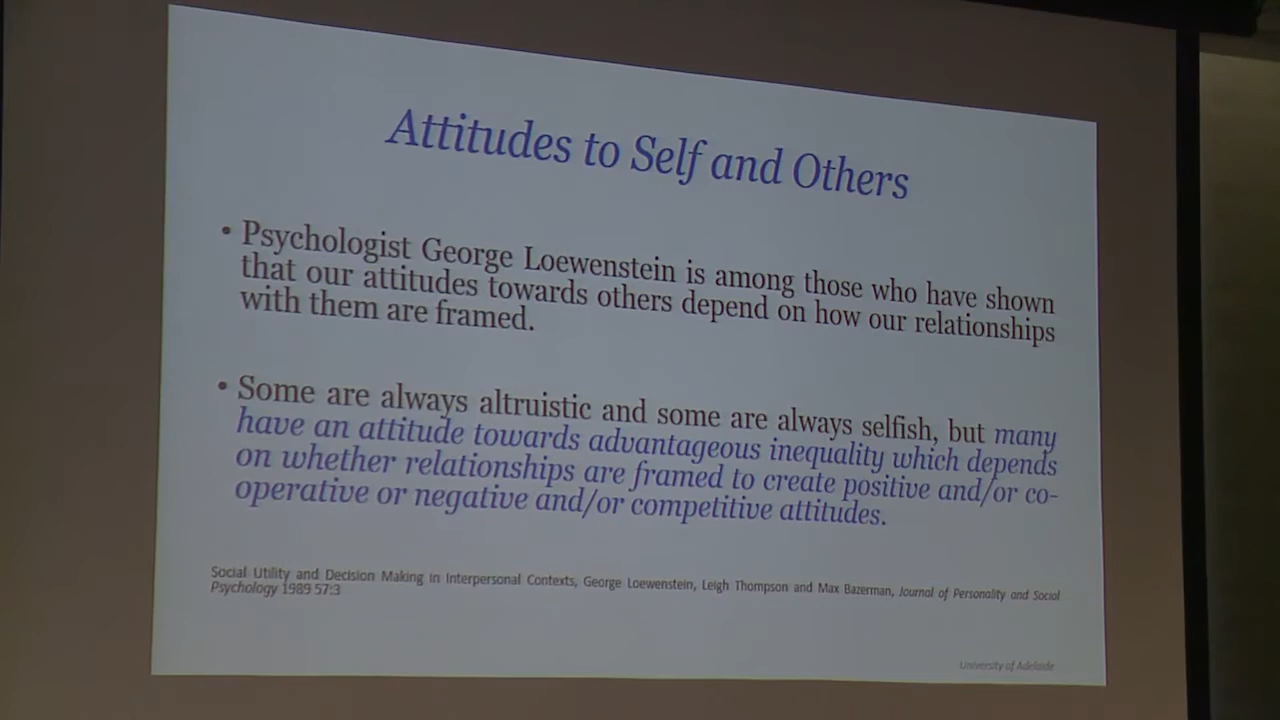 Attitudes to Self and Others
• Psychologist George Loewenstein is among those who have shown
that our attitudes towards others depend on how our relationships
with them are framed.
• Some are always altruistic and some are always selfish, but many
have an attitude towards advantageous inequality which depends
on whether relationships are framed to create positive and/or co-
operative or negative and/or competitive attitudes.
Social Utility and Decision Making in Interpersonal Contexts, George Loewenstein, Leigh Thompson and Max Bazerman, Journal of Personality and Social
Psychology 1989 57:3
University of Adelaide